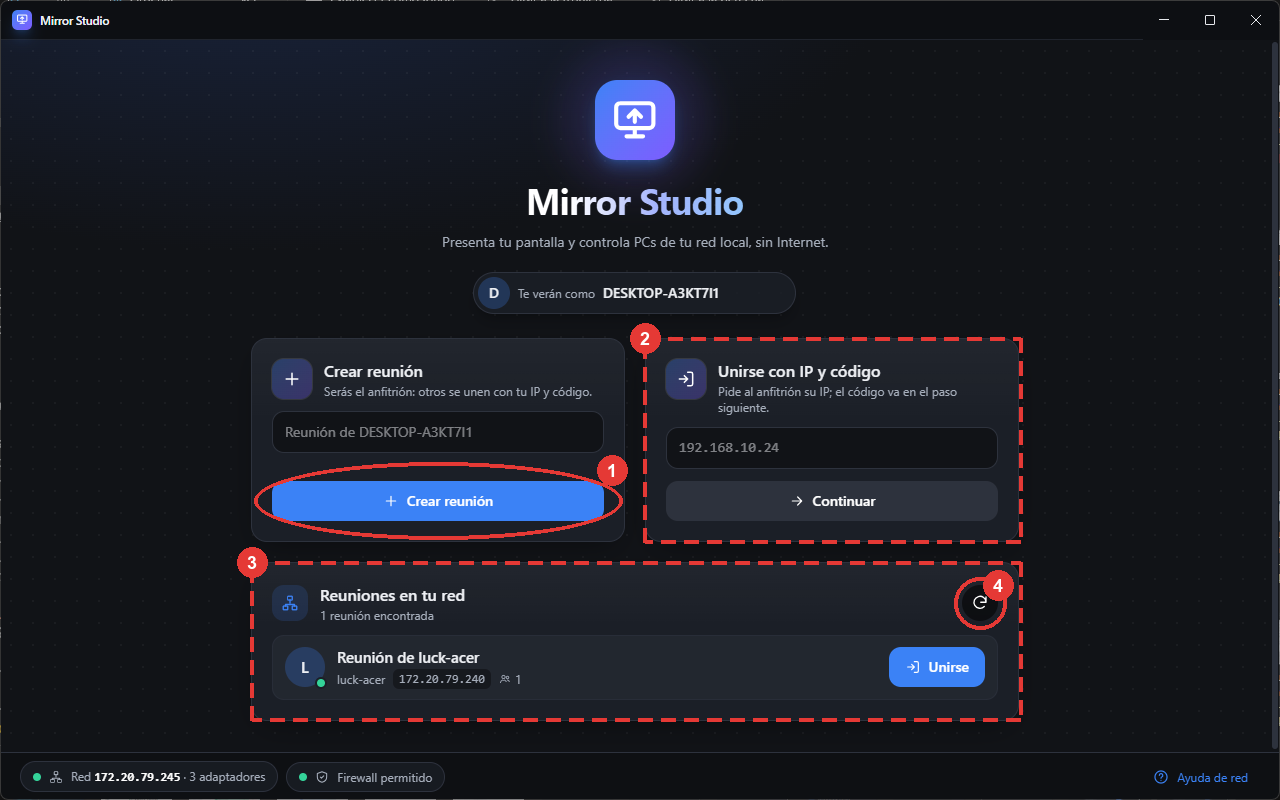 Mirror Studio
Mirror Studio
Presenta tu pantalla y controla PCs de tu red local, sin Internet.
D Te verán como DESKTOP-A3KT7I1
Crear reunión
Serás el anfitrión: otros se unen con tu IP y código.
Reunión de DESKTOP-A3KT7I1
1
Crear reunión
2
Unirse con IP y código
Pide al anfitrión su IP; el código va en el paso
siguiente.
192.168.10.24
Continuar
3
Reuniones en tu red
1 reunión encontrada
4
L
Reunión de luck-acer
luck-acer 172.20.79.240 1
Unirse
Red 172.20.79.245 · 3 adaptadores
Firewall permitido
Ayuda de red